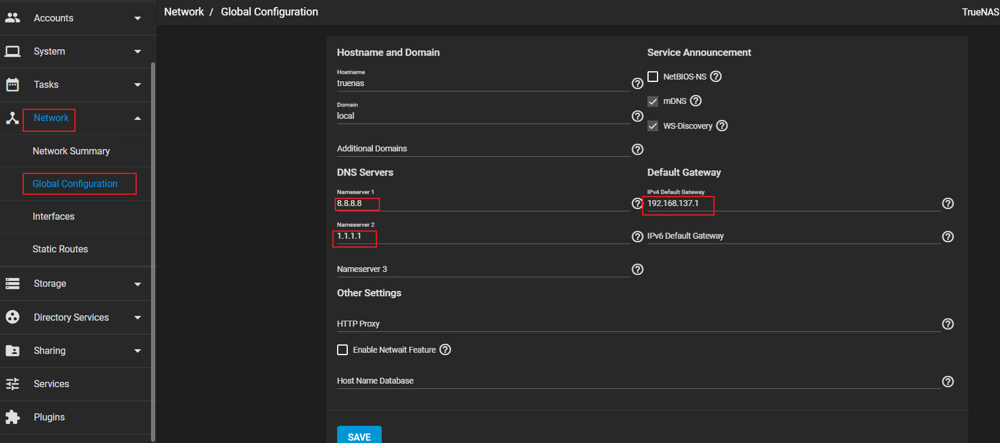 Network / Global Configuration
TrueNAS
Accounts
System
Tasks
Network
Network Summary
Global Configuration
Interfaces
Static Routes
Storage
Directory Services
Sharing
Services
Plugins
Hostname and Domain
Hostname
truenas
Domain
local
Additional Domains
Service Announcement
NetBIOS-NS
mDNS
WS-Discovery
DNS Servers
Nameserver 1
8.8.8.8
Nameserver 2
1.1.1.1
Nameserver 3
Default Gateway
IPv4 Default Gateway
192.168.137.1
IPv6 Default Gateway
Other Settings
HTTP Proxy
Enable Netwait Feature
Host Name Database
SAVE